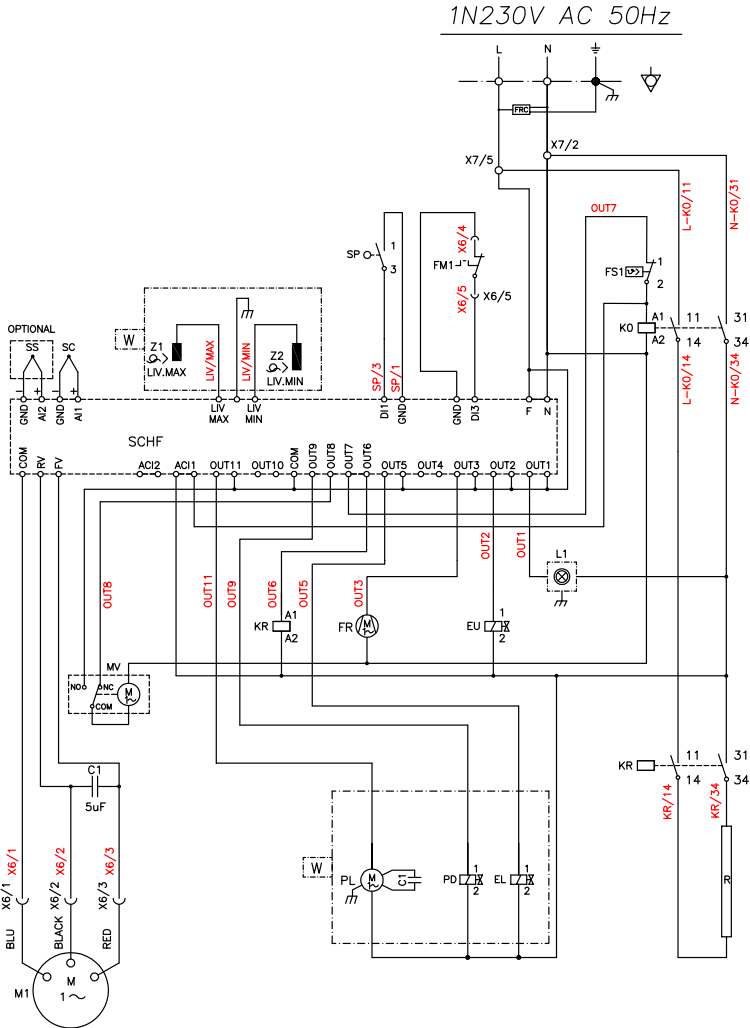 1N230V AC 50Hz
L N
FRC
X7/2
X7/5
L-K0/11
N-K0/31
OUT7
SP 1
3
X6/4
FM1
X6/5 X6/5
FS1 1
2
K0 A1
A2
11 31
14 34
L-K0/14
N-K0/34
OPTIONAL
SS SC
W
Z1
LIV.MAX
LIV/MAX
LIV/MIN
Z2
LIV.MIN
SP/3
SP/1
- + - +
GND AI2 GND AI1
LIV MAX
LIV MIN
DI1 GND
GND DI3
F N
SCHF
COM RV FV
ACI2 ACI1 OUT11 OUT10 COM OUT9 OUT8 OUT7 OUT6 OUT5 OUT4 OUT3 OUT2 OUT1
OUT8
OUT11
OUT9
OUT6
OUT5
OUT3
OUT2
OUT1
L1
KR A1
A2
FR M
1~
EU 1
2
MV
NO NC
COM
M
1~
KR 11 31
14 34
KR/14
KR/34
R
C1
5uF
W
PL M
1~
C1
PD 1
2
EL 1
2
X6/1 X6/1
X6/2 X6/2
X6/3 X6/3
BLU
BLACK
RED
M1 M
1~